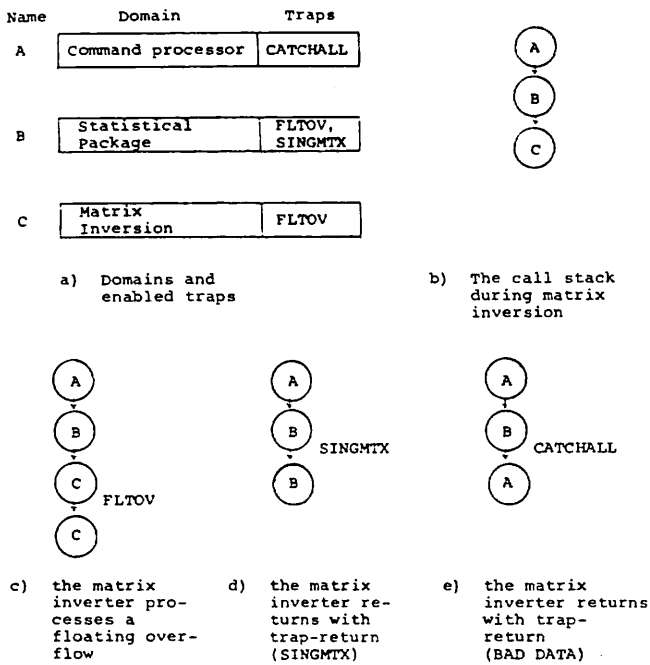 Name Domain Traps
A Command processor CATCHALL
B Statistical Package FLTOV, SINGMTX
C Matrix Inversion FLTOV
a) Domains and
enabled traps
A
B
C
b) The call stack
during matrix
inversion
A
B
C
FLTOV
C
c) the matrix
inverter pro-
cesses a
floating over-
flow
A
B
SINGMTX
B
d) the matrix
inverter re-
turns with
trap-return
(SINGMTX)
A
B
CATCHALL
A
e) the matrix
inverter returns
with trap-
return
(BAD DATA)